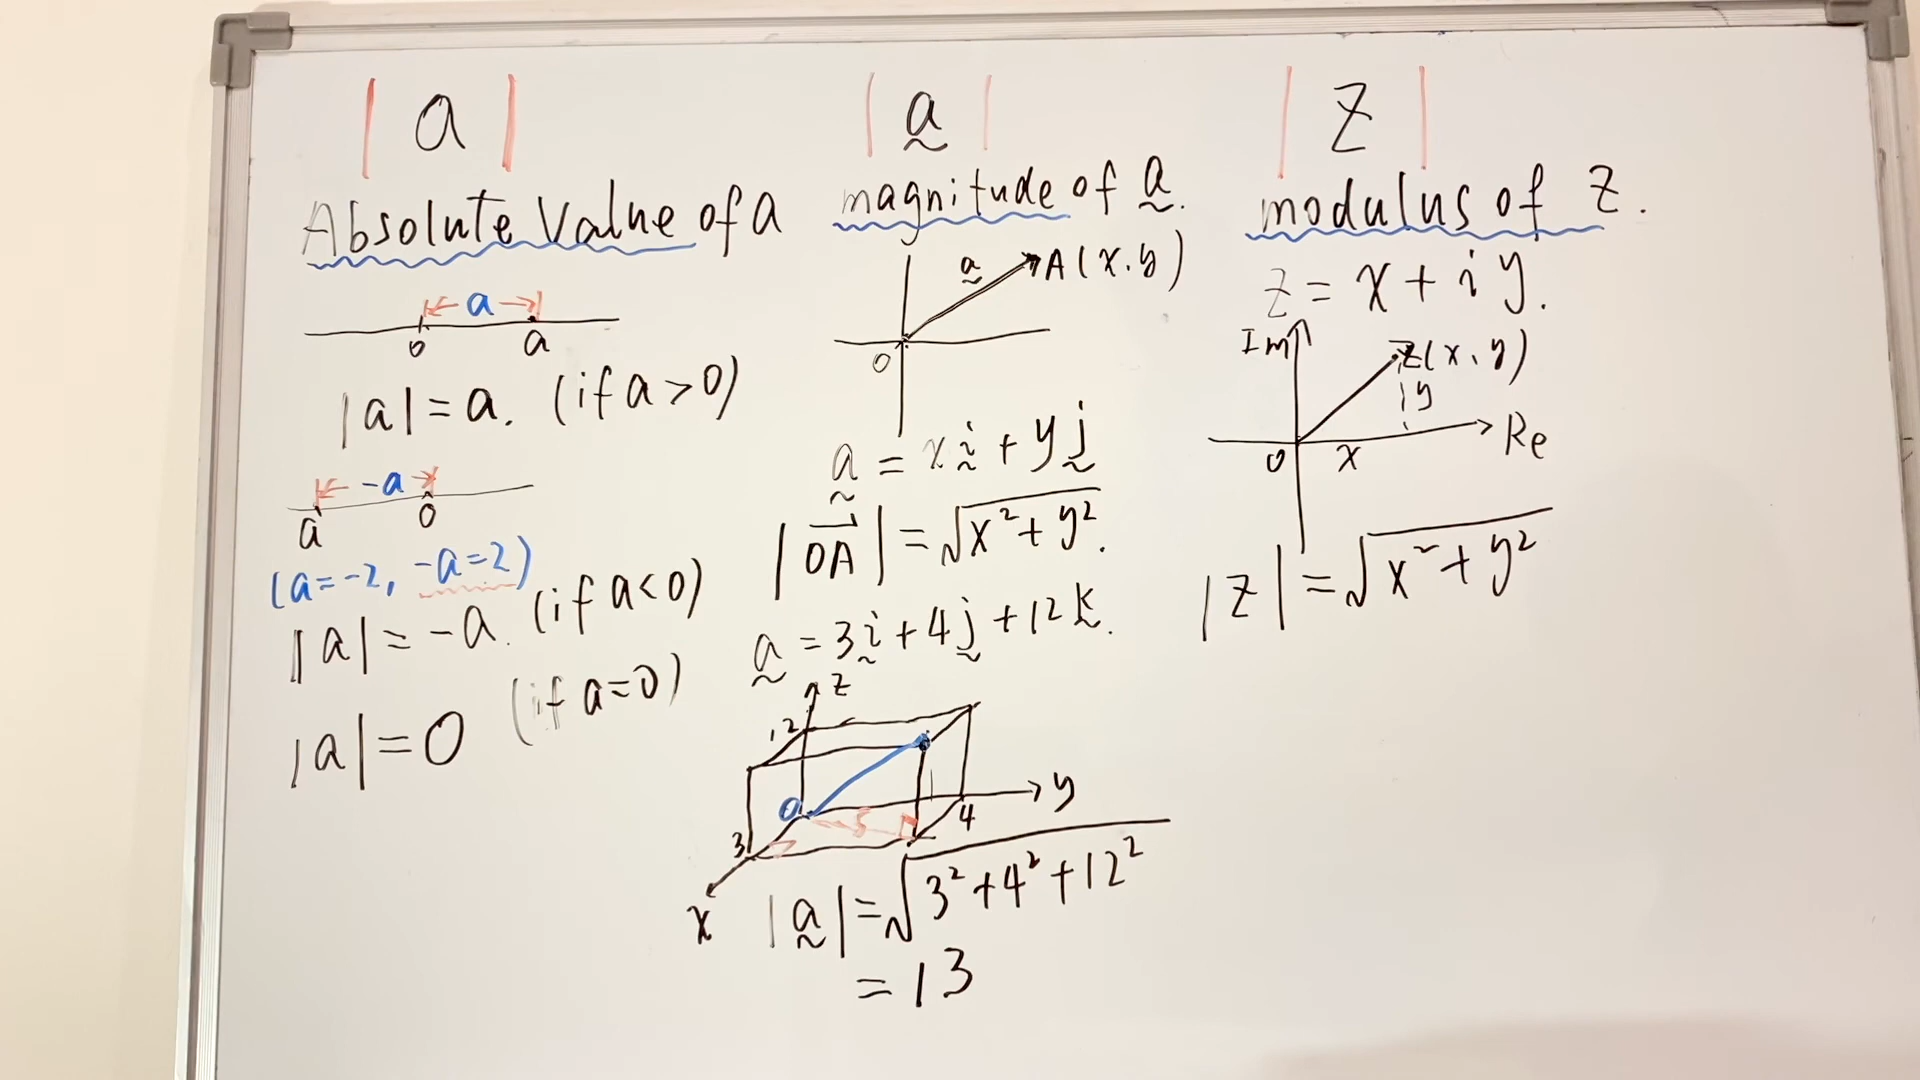 |a|
Absolute Value of a
a
0 a
|a| = a. (if a > 0)
-a
a 0
(a=-2, -a=2)
|a| = -a. (if a<0)
|a| = 0 (if a=0)
|a|
magnitude of a.
a A(x,y)
0
a = xi + yj
|OA| = √x²+y².
a = 3i + 4j + 12k.
z
12
0 y
5 4
3
x
|a| = √3²+4²+12²
= 13
|z|
modulus of z.
z = x + iy.
Im Z(x,y)
y
Re
0 x
|z| = √x²+y²